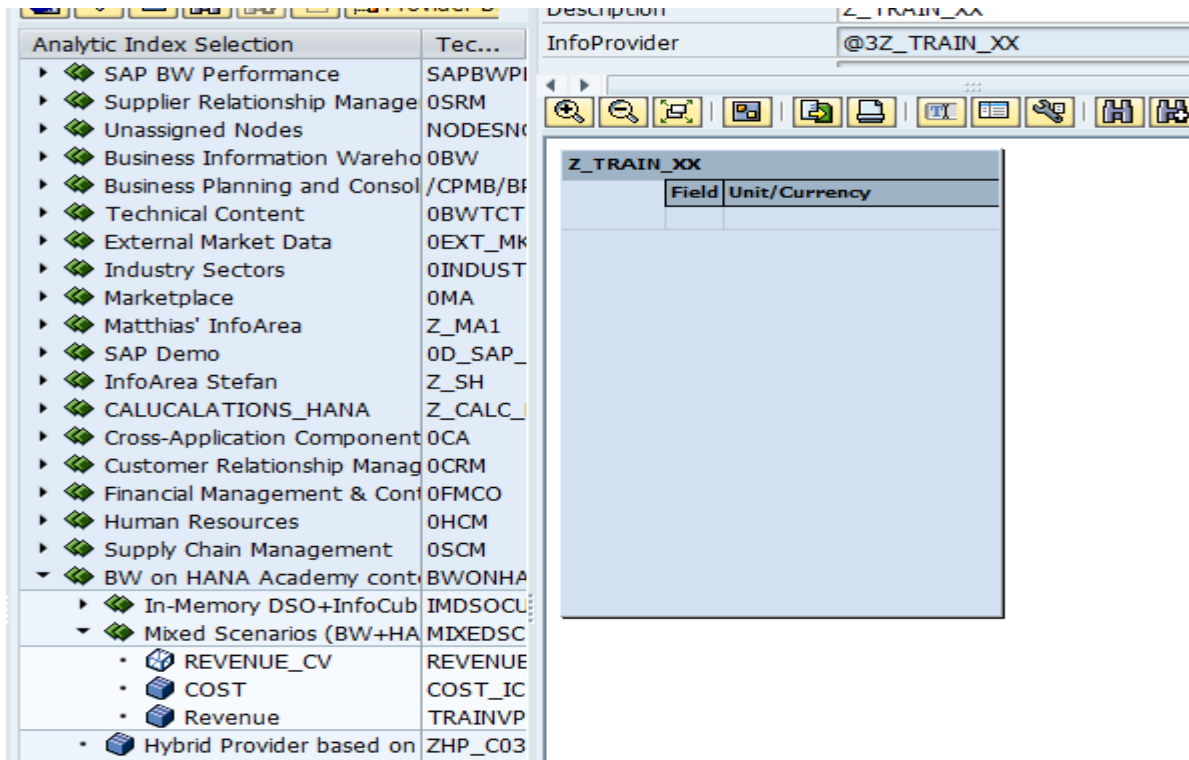 Provider B
Description Z_TRAIN_XX
Analytic Index Selection Tec...
InfoProvider @3Z_TRAIN_XX
SAP BW Performance SAPBWP
Supplier Relationship Manage 0SRM
Unassigned Nodes NODESN
Business Information Wareho 0BW
Business Planning and Consol /CPMB/B
Technical Content 0BWTCT
External Market Data 0EXT_MK
Industry Sectors 0INDUST
Marketplace 0MA
Matthias' InfoArea Z_MA1
SAP Demo 0D_SAP_
InfoArea Stefan Z_SH
CALUCALATIONS_HANA Z_CALC_
Cross-Application Component 0CA
Customer Relationship Manag 0CRM
Financial Management & Cont 0FMCO
Human Resources 0HCM
Supply Chain Management 0SCM
BW on HANA Academy cont BWONHA
In-Memory DSO+InfoCub IMDSOCU
Mixed Scenarios (BW+HA MIXEDSC
REVENUE_CV REVENUE
COST COST_IC
Revenue TRAINVP
Hybrid Provider based on ZHP_C03
Z_TRAIN_XX
Field Unit/Currency